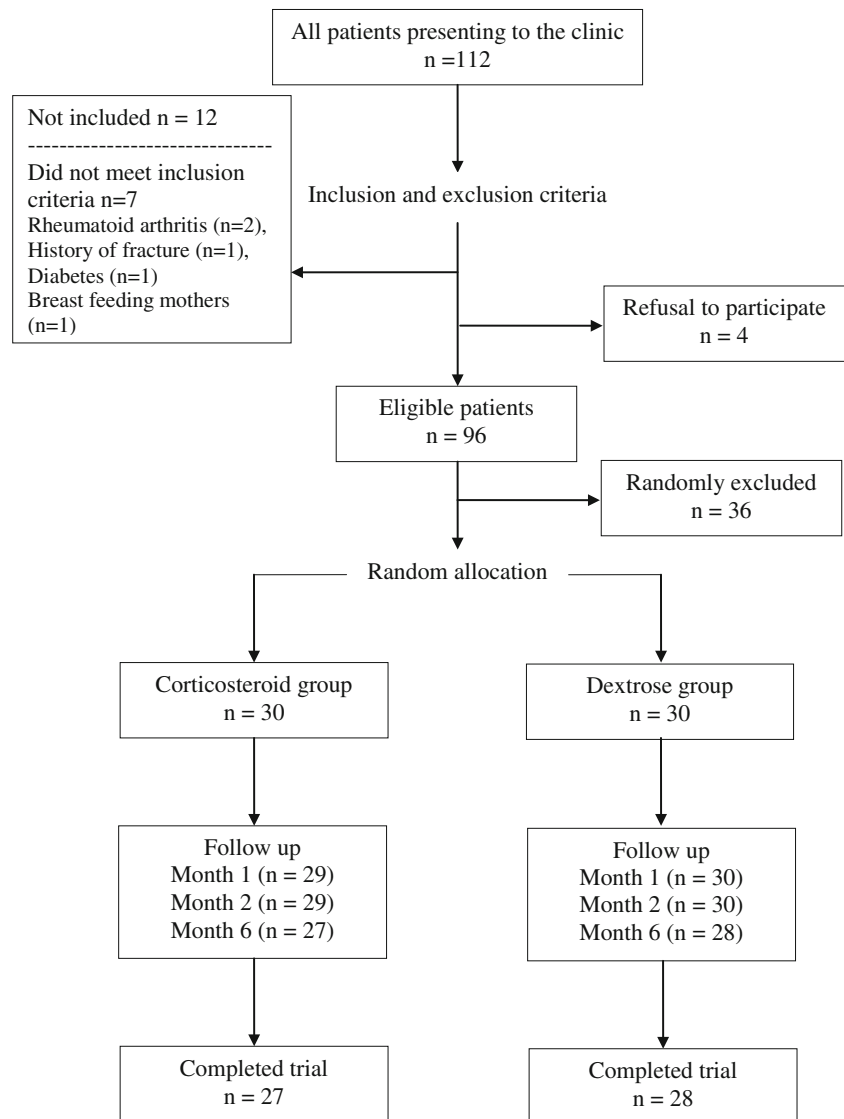 All patients presenting to the clinic
n =112
Not included n = 12
-------------------------------
Did not meet inclusion
criteria n=7
Rheumatoid arthritis (n=2),
History of fracture (n=1),
Diabetes (n=1)
Breast feeding mothers
(n=1)
Inclusion and exclusion criteria
Refusal to participate
n = 4
Eligible patients
n = 96
Randomly excluded
n = 36
Random allocation
Corticosteroid group
n = 30
Dextrose group
n = 30
Follow up
Month 1 (n = 29)
Month 2 (n = 29)
Month 6 (n = 27)
Follow up
Month 1 (n = 30)
Month 2 (n = 30)
Month 6 (n = 28)
Completed trial
n = 27
Completed trial
n = 28